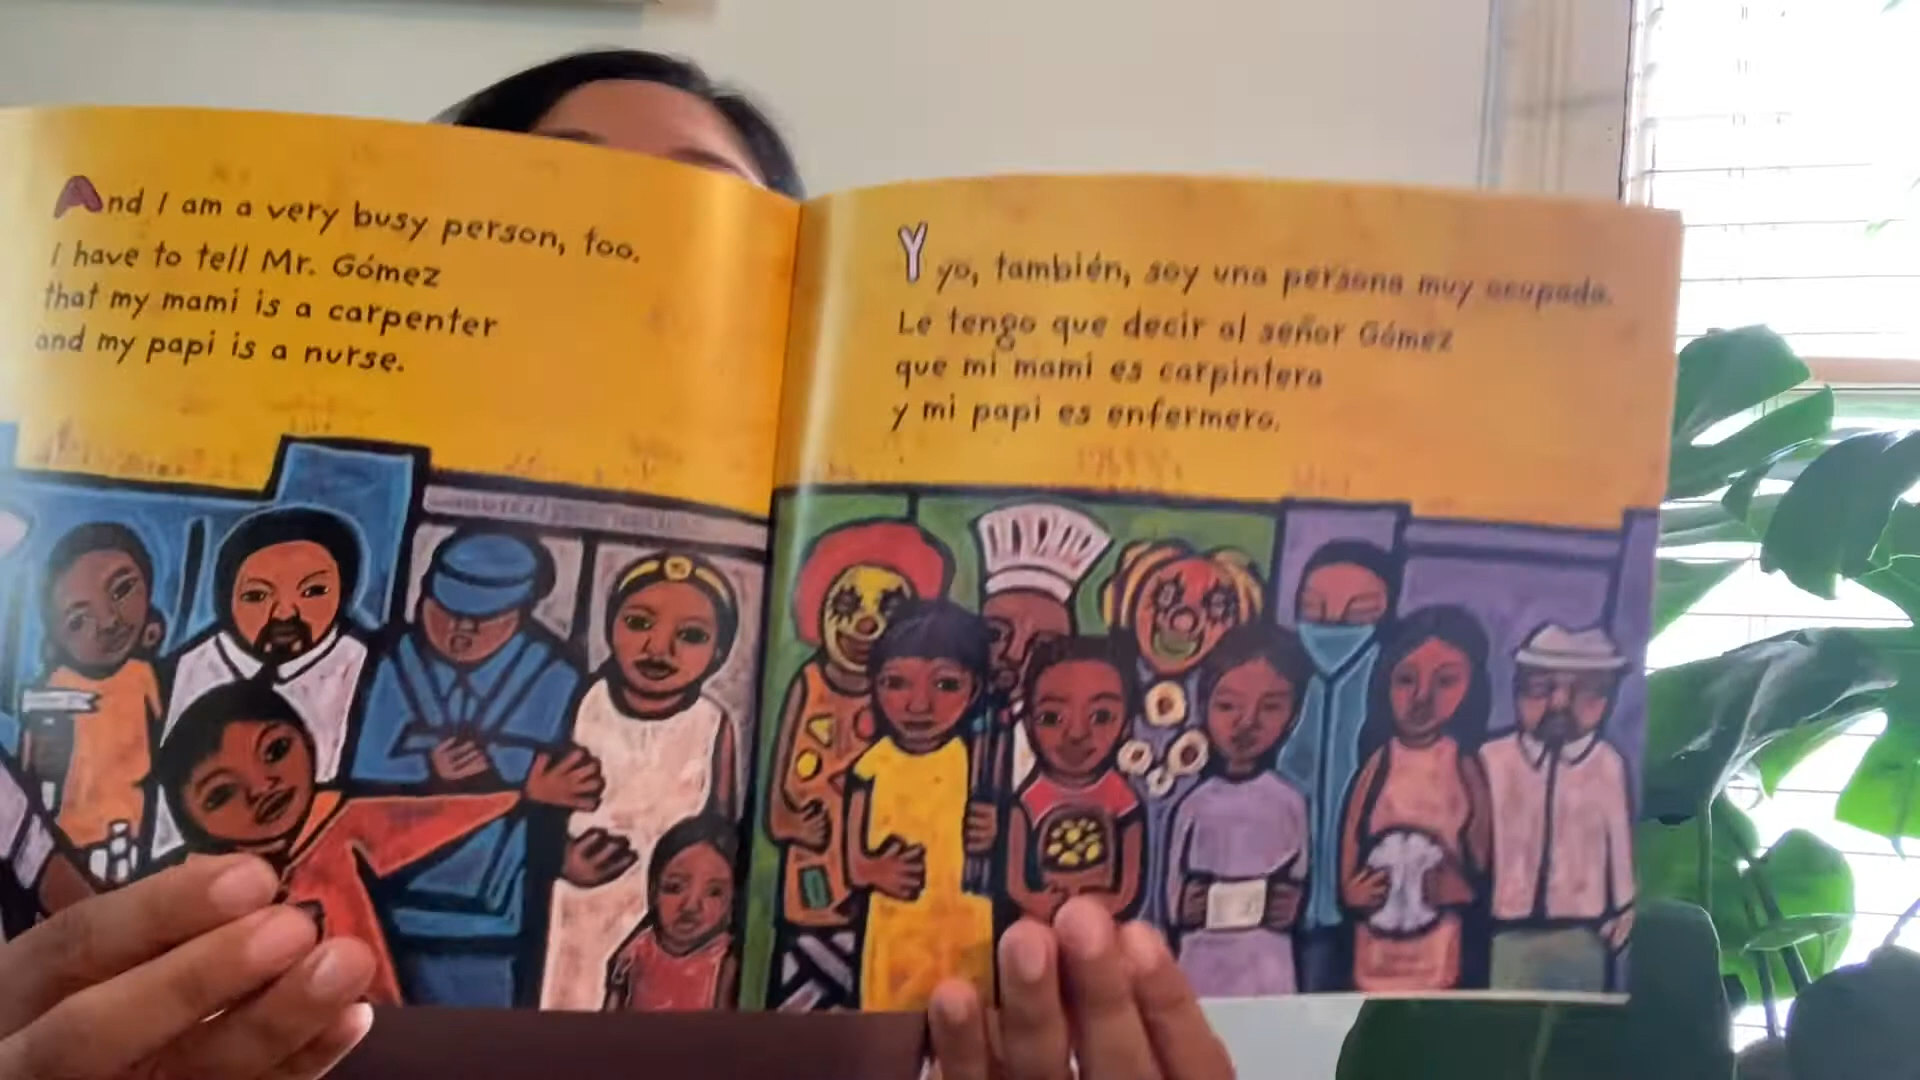 And I am a very busy person, too.
I have to tell Mr. Gómez
that my mami is a carpenter
and my papi is a nurse.
Y yo, también, soy una persona muy ocupada.
Le tengo que decir al señor Gómez
que mi mami es carpintera
y mi papi es enfermero.